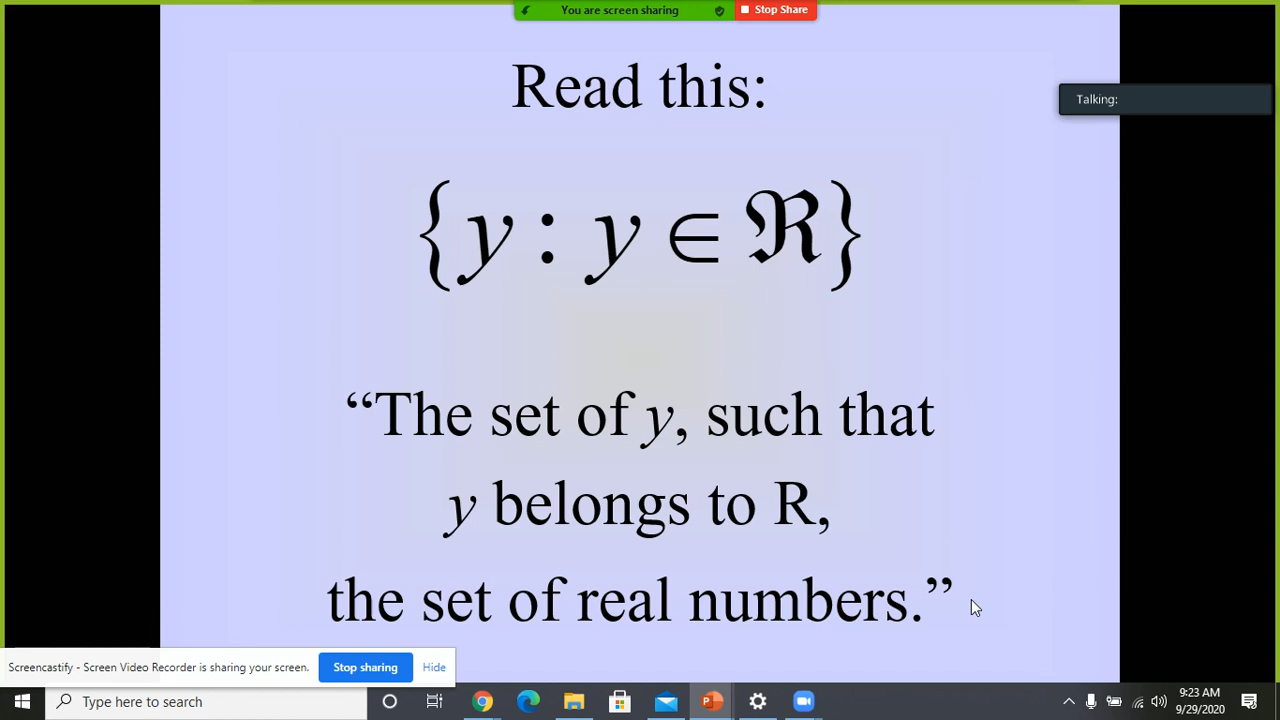 You are screen sharing
Stop Share
Read this:
Talking:
{y : y ∈ ℜ}
“The set of y, such that
y belongs to R,
the set of real numbers.”
Screencastify - Screen Video Recorder is sharing your screen.
Stop sharing
Hide
Type here to search
9:23 AM
9/29/2020